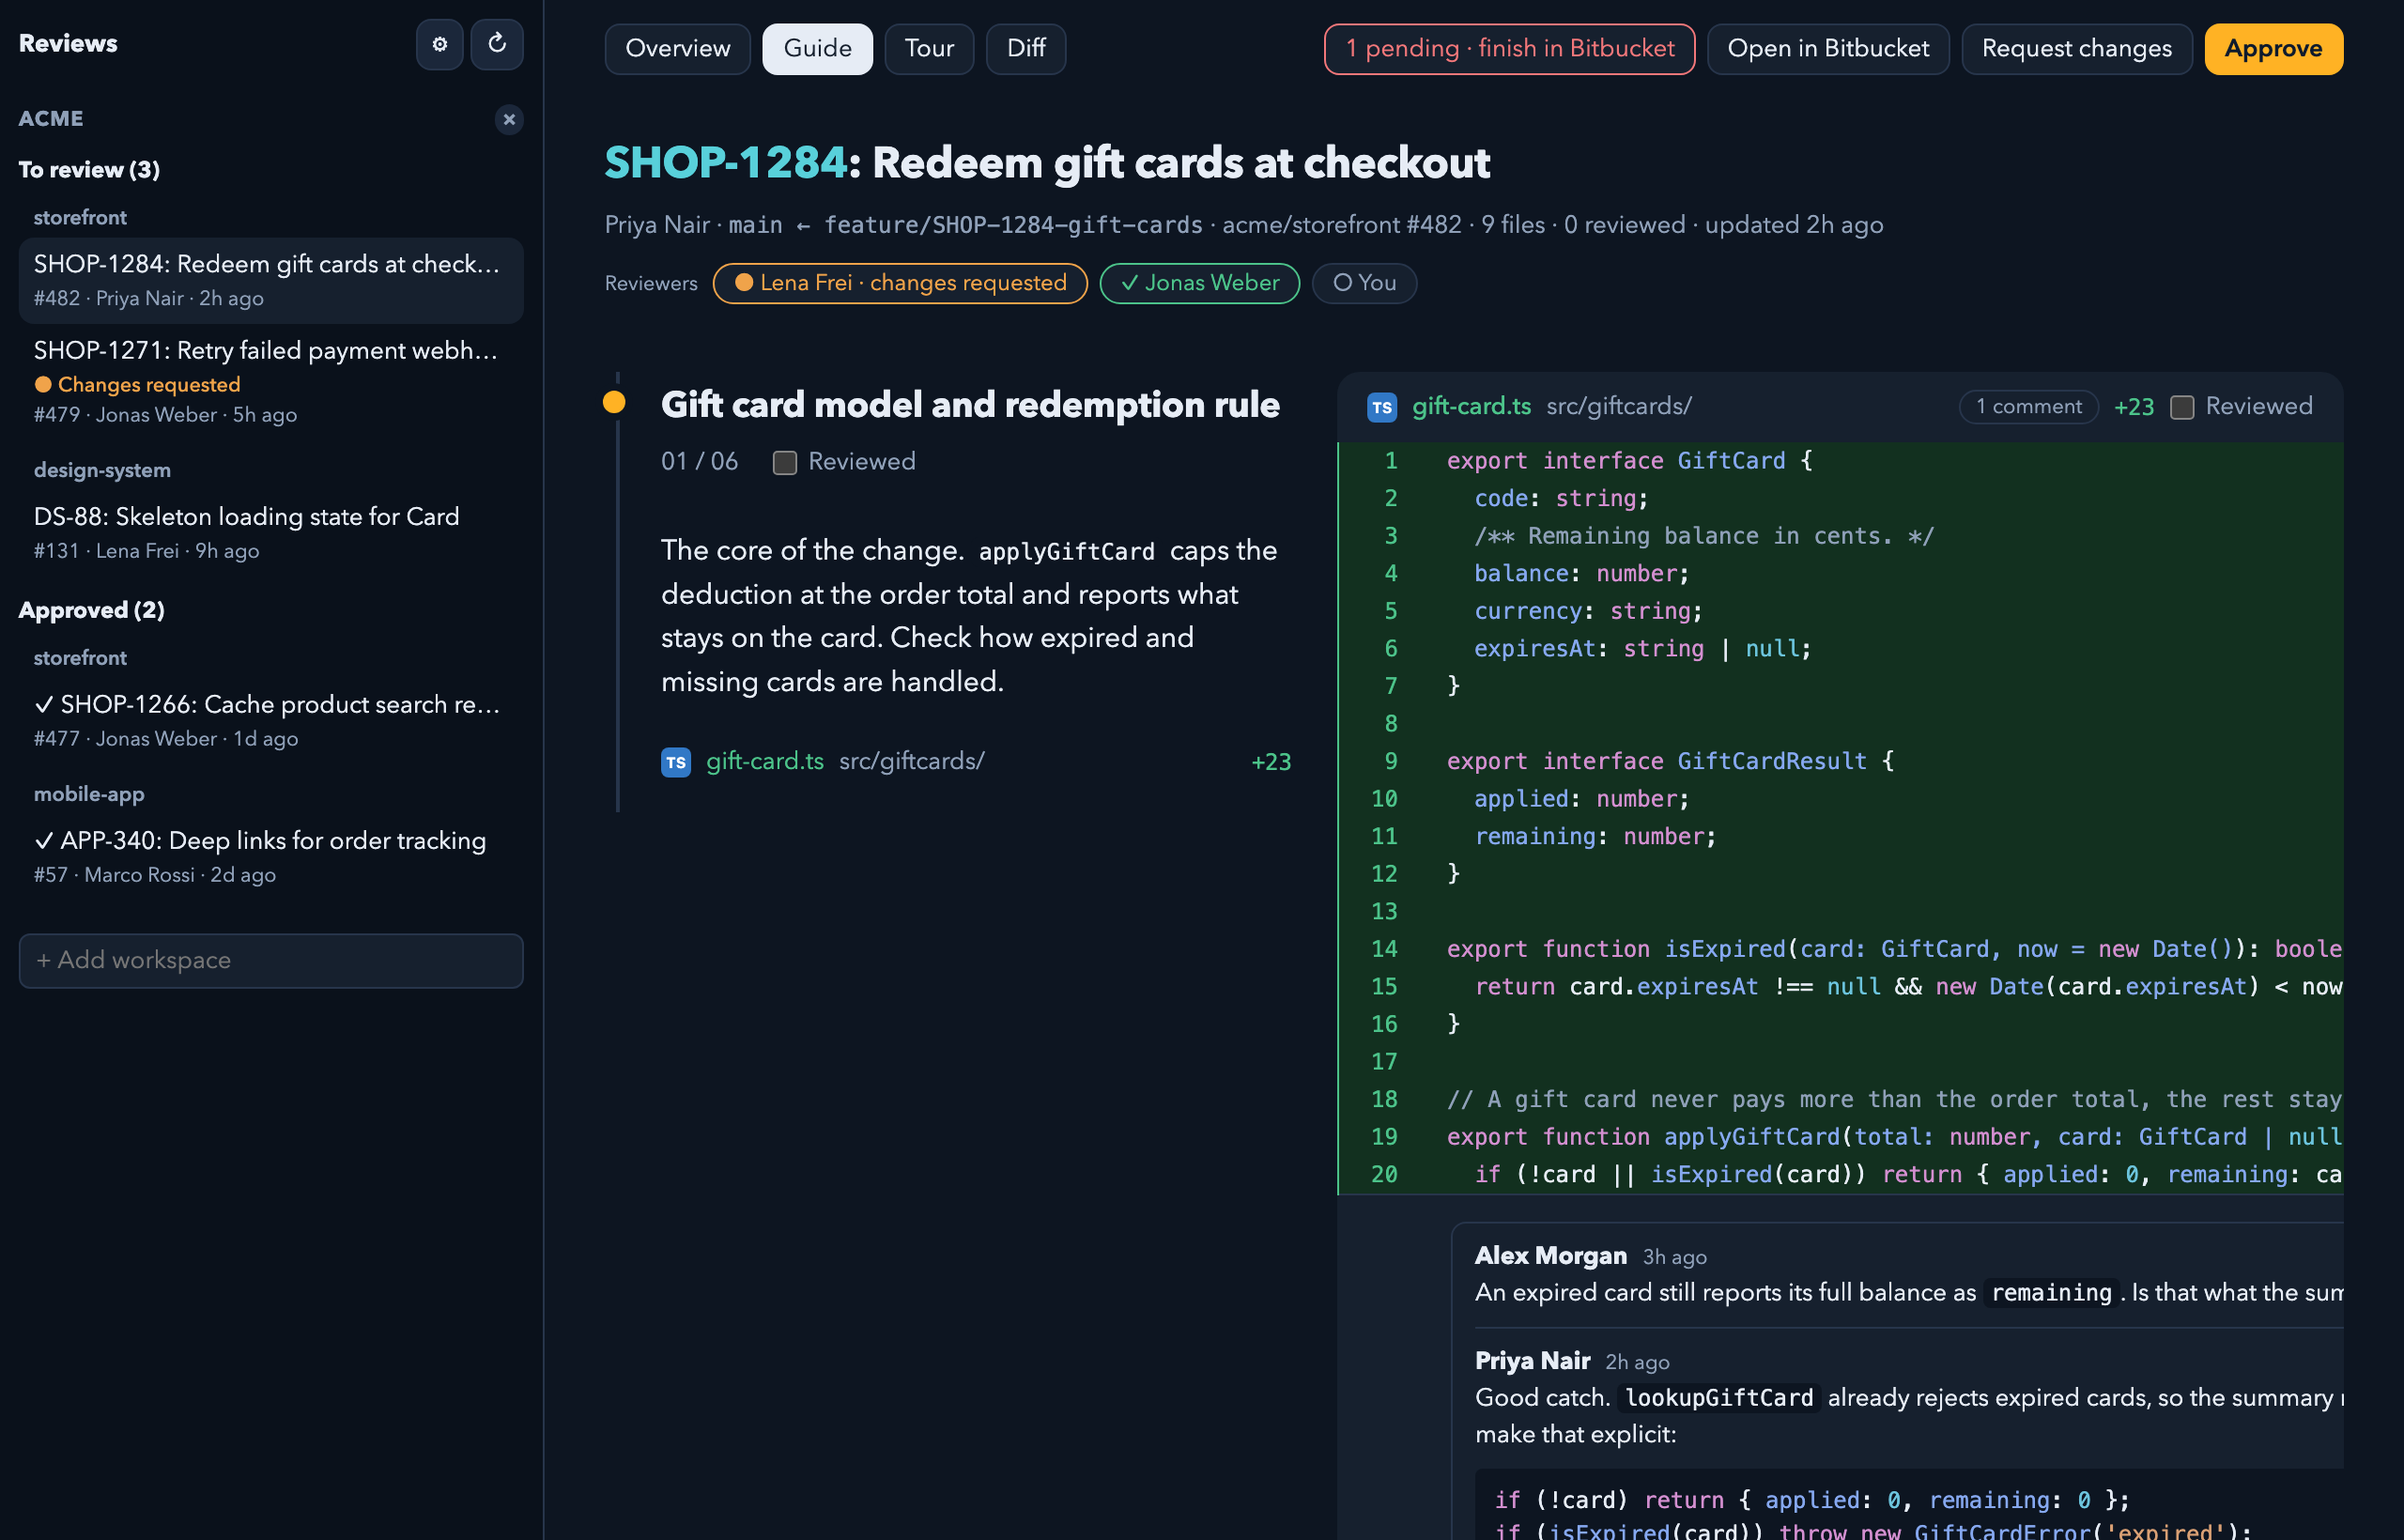 Reviews
ACME
To review (3)
storefront
SHOP-1284: Redeem gift cards at check…
#482 · Priya Nair · 2h ago
SHOP-1271: Retry failed payment webh…
Changes requested
#479 · Jonas Weber · 5h ago
design-system
DS-88: Skeleton loading state for Card
#131 · Lena Frei · 9h ago
Approved (2)
storefront
✓ SHOP-1266: Cache product search re…
#477 · Jonas Weber · 1d ago
mobile-app
✓ APP-340: Deep links for order tracking
#57 · Marco Rossi · 2d ago
+ Add workspace
Overview Guide Tour Diff
1 pending · finish in Bitbucket Open in Bitbucket Request changes Approve
SHOP-1284: Redeem gift cards at checkout
Priya Nair · main ← feature/SHOP-1284-gift-cards · acme/storefront #482 · 9 files · 0 reviewed · updated 2h ago
Reviewers Lena Frei · changes requested ✓ Jonas Weber You
Gift card model and redemption rule
01 / 06 Reviewed
The core of the change. applyGiftCard caps the
deduction at the order total and reports what
stays on the card. Check how expired and
missing cards are handled.
TS gift-card.ts src/giftcards/ +23
TS gift-card.ts src/giftcards/ 1 comment +23 Reviewed
1 export interface GiftCard {
2 code: string;
3 /** Remaining balance in cents. */
4 balance: number;
5 currency: string;
6 expiresAt: string | null;
7 }
8
9 export interface GiftCardResult {
10 applied: number;
11 remaining: number;
12 }
13
14 export function isExpired(card: GiftCard, now = new Date()): boole
15 return card.expiresAt !== null && new Date(card.expiresAt) < now
16 }
17
18 // A gift card never pays more than the order total, the rest stay
19 export function applyGiftCard(total: number, card: GiftCard | null
20 if (!card || isExpired(card)) return { applied: 0, remaining: ca
Alex Morgan 3h ago
An expired card still reports its full balance as remaining. Is that what the sum
Priya Nair 2h ago
Good catch. lookupGiftCard already rejects expired cards, so the summary
make that explicit:
if (!card) return { applied: 0, remaining: 0 };
if (isExpired(card)) throw new GiftCardError('expired');